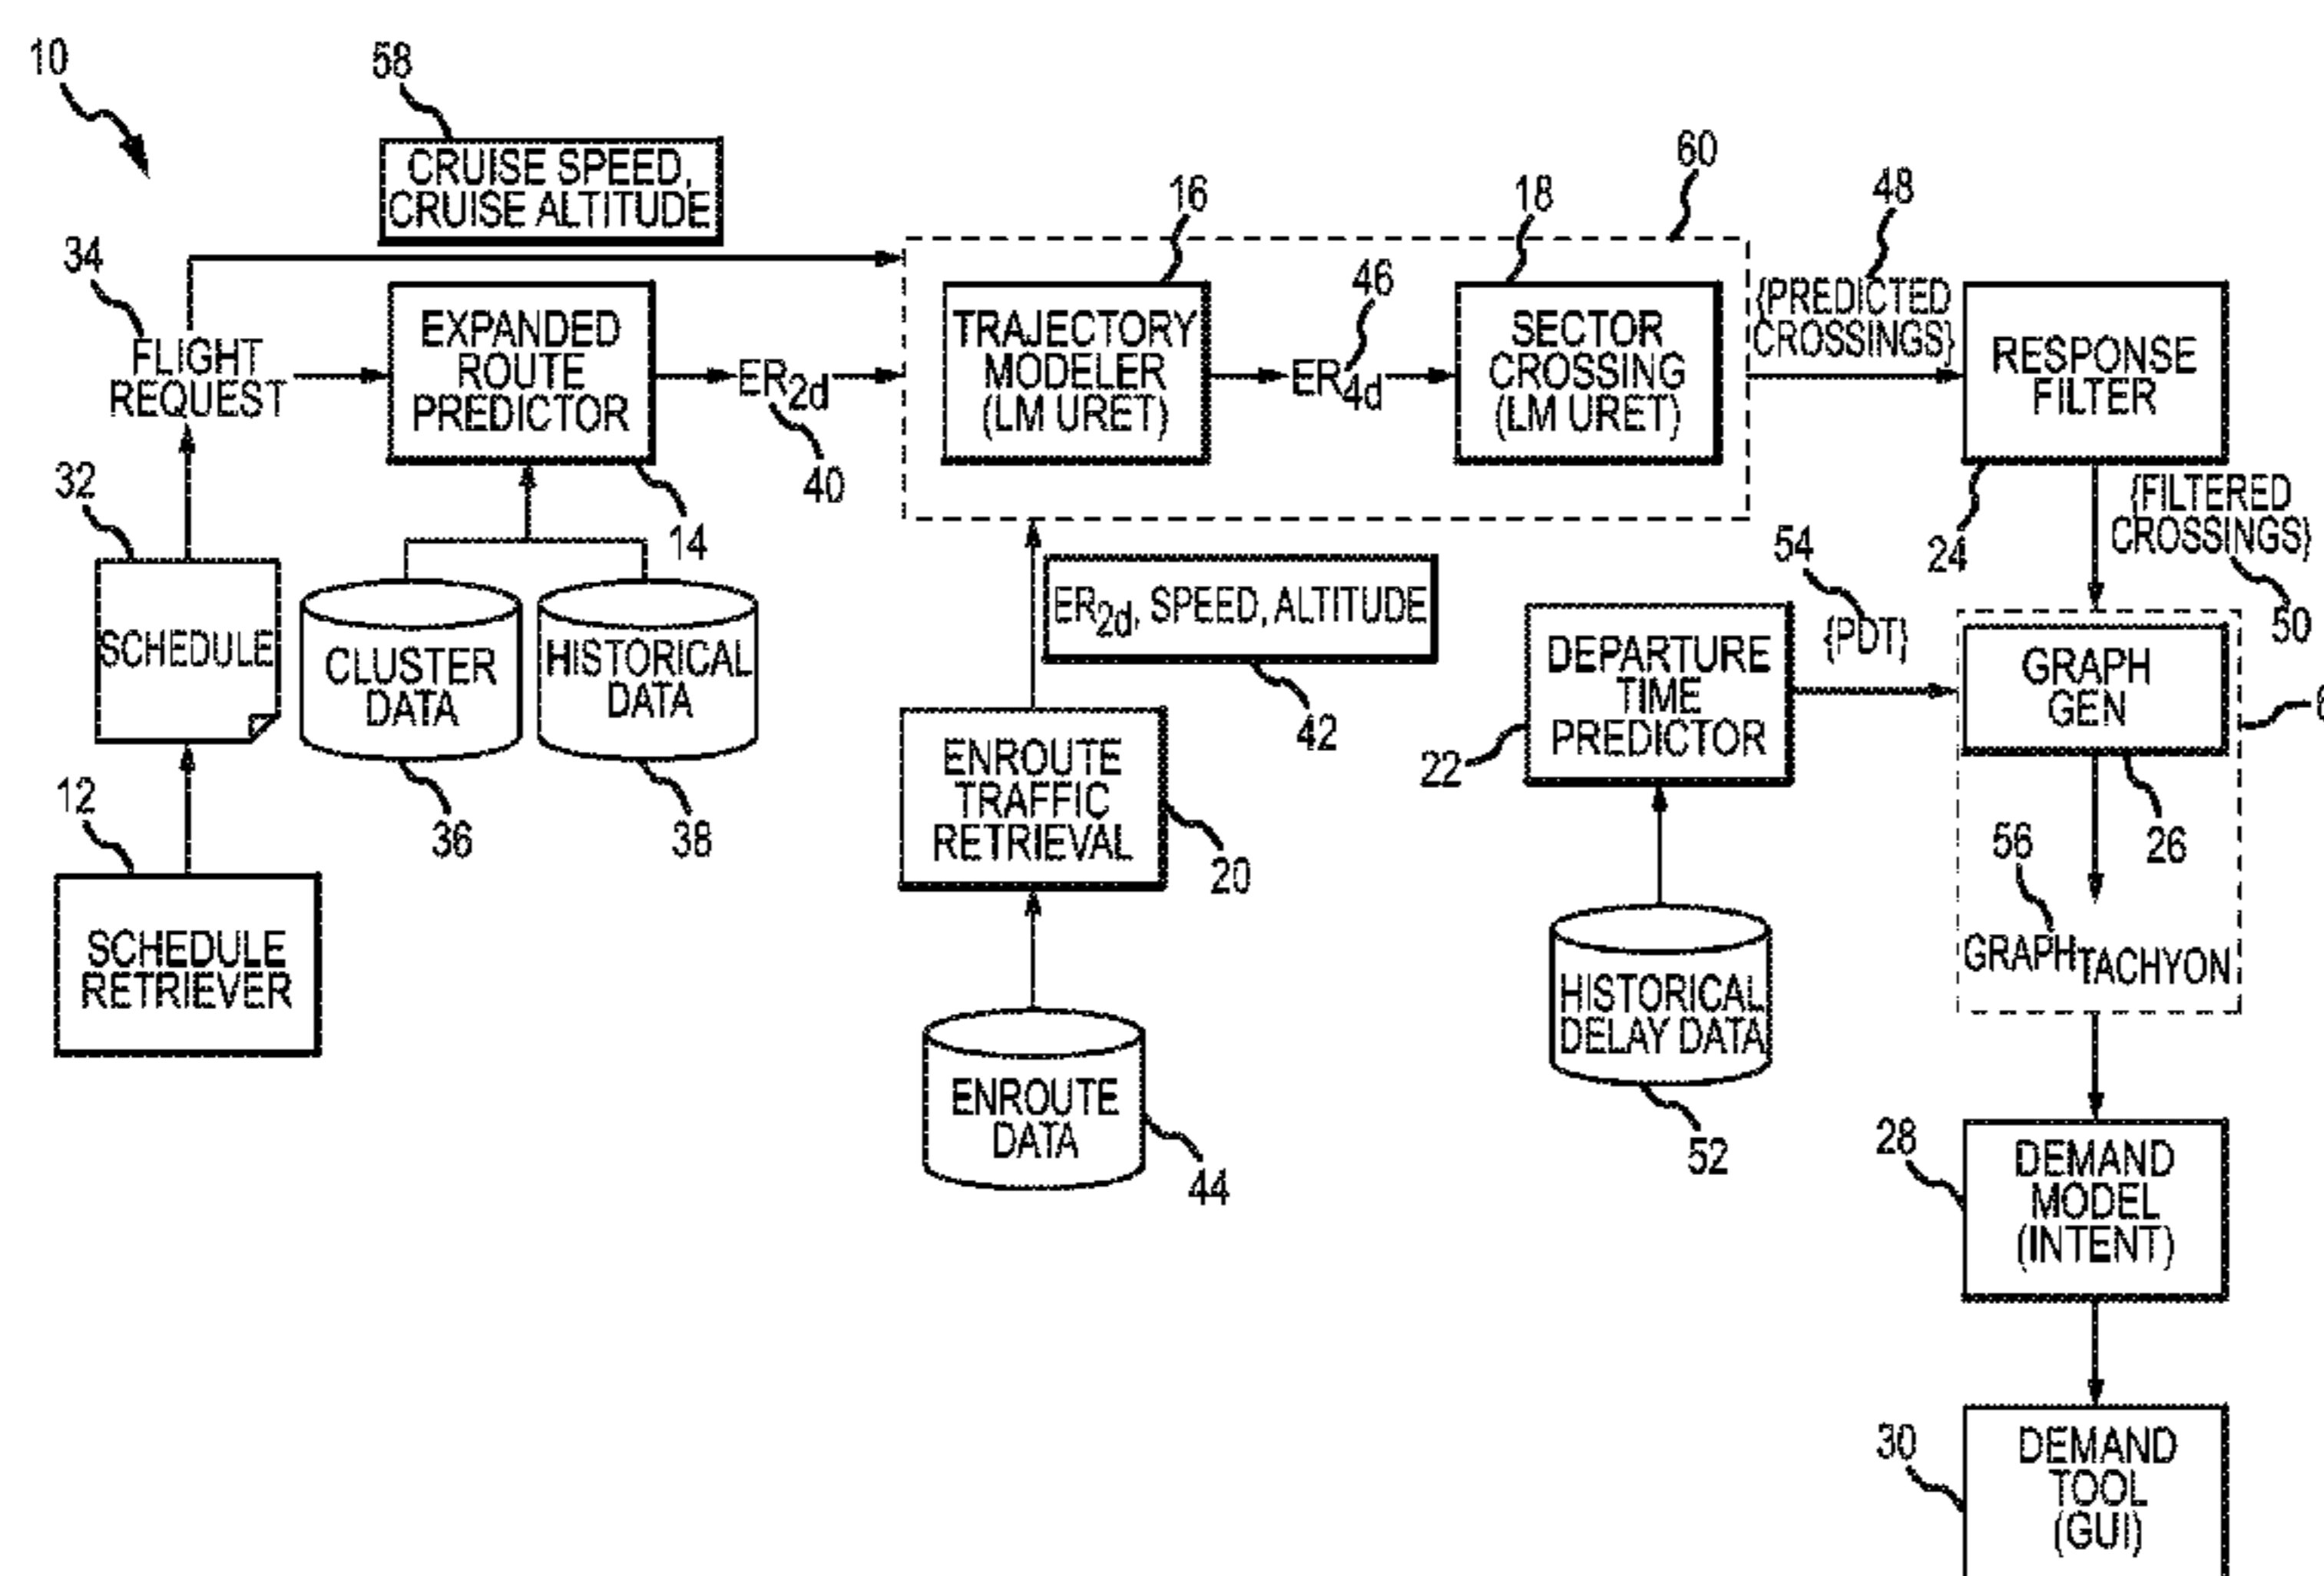 10
58
CRUISE SPEED,
CRUISE ALTITUDE
34
FLIGHT
REQUEST
32
SCHEDULE
12
SCHEDULE
RETRIEVER
EXPANDED
ROUTE
PREDICTOR
14
ER2d
40
CLUSTER
DATA
36
HISTORICAL
DATA
38
60
16
TRAJECTORY
MODELER
(LM URET)
46
ER4d
18
SECTOR
CROSSING
(LM URET)
48
{PREDICTED
CROSSINGS}
RESPONSE
FILTER
24
{FILTERED
CROSSINGS}
50
ER2d, SPEED, ALTITUDE
42
ENROUTE
TRAFFIC
RETRIEVAL
20
ENROUTE
DATA
44
22
DEPARTURE
TIME
PREDICTOR
54
{PDT}
HISTORICAL
DELAY DATA
52
GRAPH
GEN
26
56
GRAPHTACHYON
28
DEMAND
MODEL
(INTENT)
30
DEMAND
TOOL
(GUI)